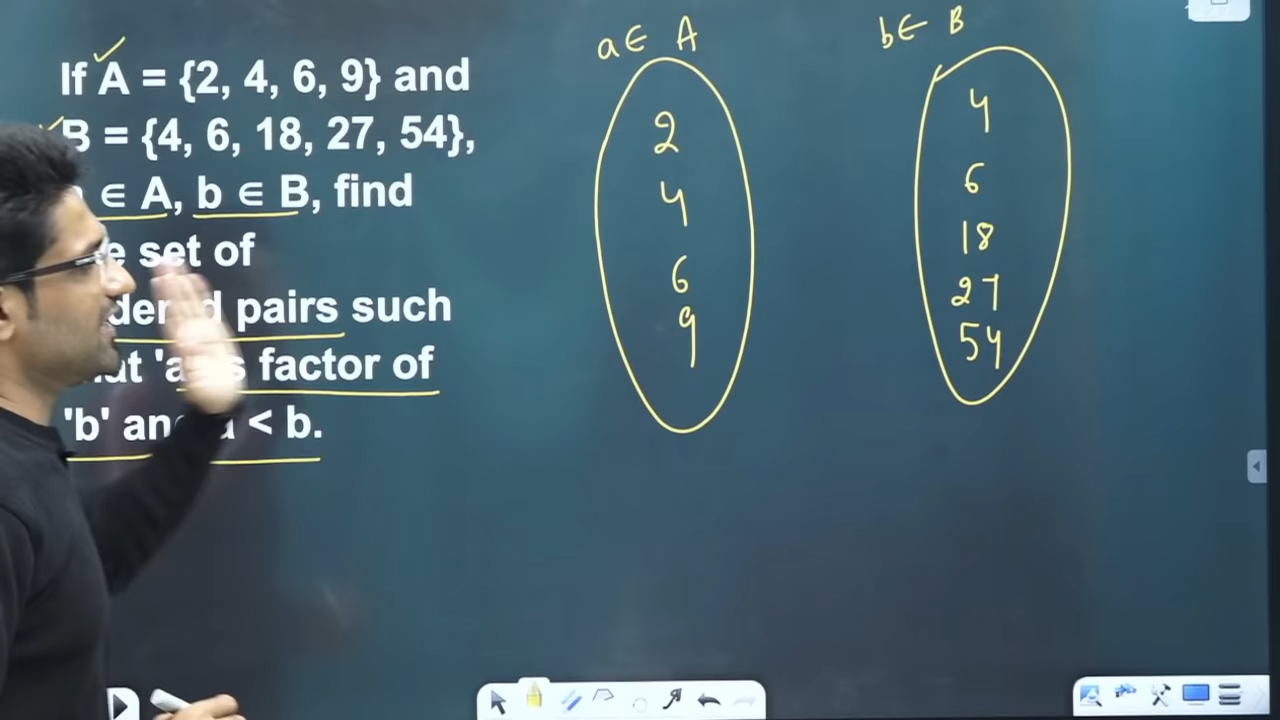 If A = {2, 4, 6, 9} and
B = {4, 6, 18, 27, 54},
∈ A, b ∈ B, find
set of
pairs such
factor of
'b' < b.
a ∈ A
2
4
6
9
b ∈ B
4
6
18
27
54